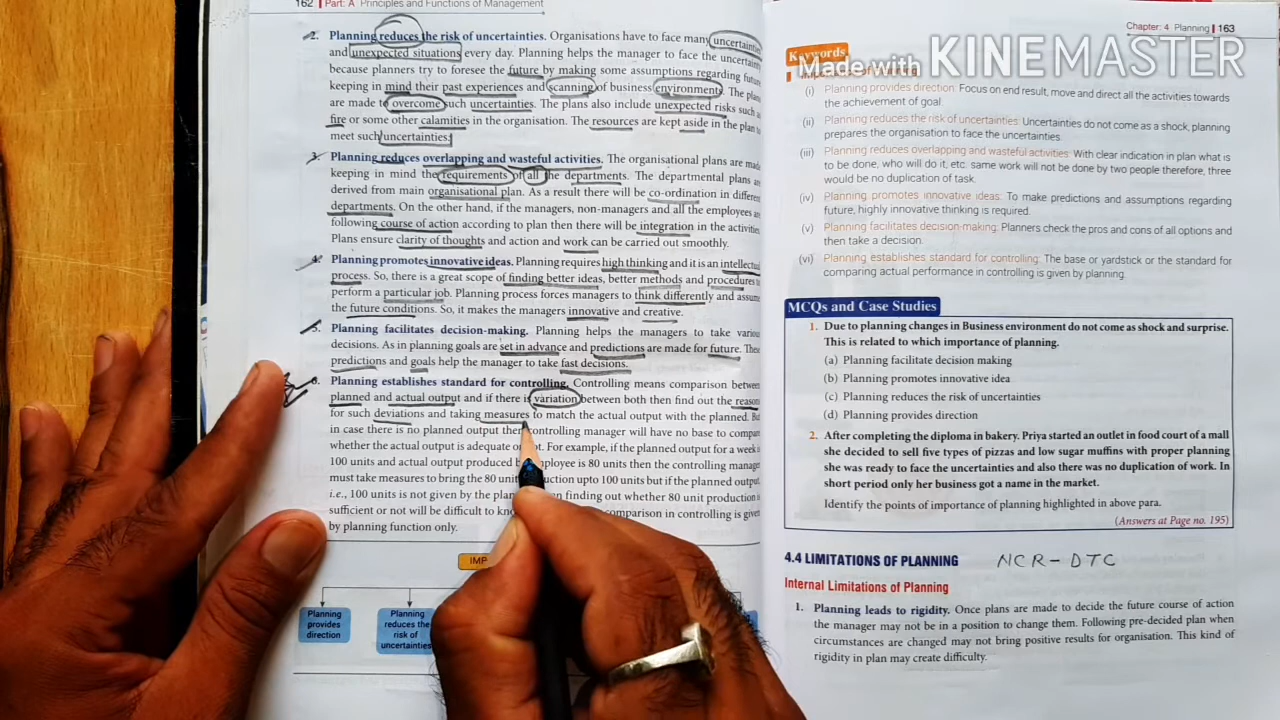 162 Part: A Principles and Functions of Management
2. Planning reduces the risk of uncertainties. Organisations have to face many
and unexpected situations every day. Planning helps the manager to face the
because planners try to foresee the future by making some assumptions regarding
keeping in mind their past experiences and scanning of business environments. The
are made to overcome such uncertainties. The plans also include unexpected risks such
fire or some other calamities in the organisation. The resources are kept aside in the plan to
meet such uncertainties.
3. Planning reduces overlapping and wasteful activities. The organisational plans are
keeping in mind the requirements of all the departments. The departmental plans
derived from main organisational plan. As a result there will be co-ordination in different
departments. On the other hand, if the managers, non-managers and all the employees
following course of action according to plan then there will be integration in the activities
Plans ensure clarity of thoughts and action and work can be carried out smoothly.
4. Planning promotes innovative ideas. Planning requires high thinking and it is an
process. So, there is a great scope of finding better ideas, better methods and procedures
perform a particular job. Planning process forces managers to think differently and
the future conditions. So, it makes the managers innovative and creative.
5. Planning facilitates decision-making. Planning helps the managers to take
decisions. As in planning goals are set in advance and predictions are made for future.
predictions and goals help the manager to take fast decisions.
6. Planning establishes standard for controlling. Controlling means comparison between
planned and actual output and if there is variation between both then find out the
for such deviations and taking measures to match the actual output with the planned.
in case there is no planned output then controlling manager will have no base to
whether the actual output is adequate For example, if the planned output for a week
100 units and actual output produced employee is 80 units then the controlling
must take measures to bring the 80 upto 100 units but if the planned output
i.e., 100 units is not given by the finding out whether 80 unit production
sufficient or not will be difficult to comparison in controlling is
by planning function only.
Planning
provides
direction
Planning
reduces the
risk of
uncertainties
Chapter: 4 Planning 163
Made with KINEMASTER
Keywords
(i) Planning provides direction: Focus on end result, move and direct all the activities towards
the achievement of goal.
(ii) Planning reduces the risk of uncertainties: Uncertainties do not come as a shock, planning
prepares the organisation to face the uncertainties.
(iii) Planning reduces overlapping and wasteful activities: With clear indication in plan what is
to be done, who will do it, etc. same work will not be done by two people therefore, three
would be no duplication of task.
(iv) Planning promotes innovative ideas: To make predictions and assumptions regarding
future, highly innovative thinking is required.
(v) Planning facilitates decision-making: Planners check the pros and cons of all options and
then take a decision.
(vi) Planning establishes standard for controlling: The base or yardstick or the standard for
comparing actual performance in controlling is given by planning.
MCQs and Case Studies
1. Due to planning changes in Business environment do not come as shock and surprise.
This is related to which importance of planning.
(a) Planning facilitate decision making
(b) Planning promotes innovative idea
(c) Planning reduces the risk of uncertainties
(d) Planning provides direction
2. After completing the diploma in bakery. Priya started an outlet in food court of a mall
she decided to sell five types of pizzas and low sugar muffins with proper planning
she was ready to face the uncertainties and also there was no duplication of work. In
short period only her business got a name in the market.
Identify the points of importance of planning highlighted in above para.
(Answers at Page no. 195)
4.4 LIMITATIONS OF PLANNING NCR - DTC
Internal Limitations of Planning
1. Planning leads to rigidity. Once plans are made to decide the future course of action
the manager may not be in a position to change them. Following pre-decided plan when
circumstances are changed may not bring positive results for organisation. This kind of
rigidity in plan may create difficulty.